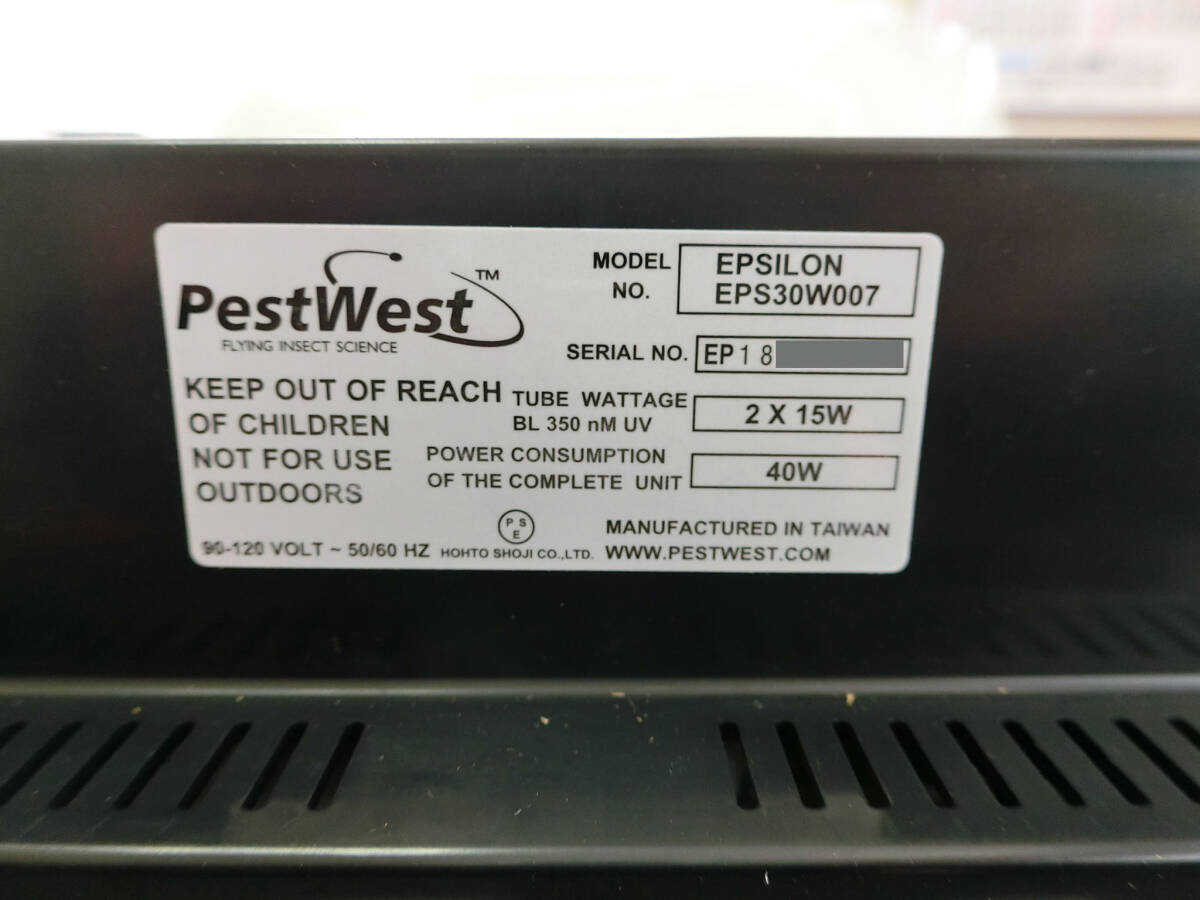 PestWest™
FLYING INSECT SCIENCE
KEEP OUT OF REACH
OF CHILDREN
NOT FOR USE
OUTDOORS
90-120 VOLT ~ 50/60 HZ
MODEL NO.
EPSILON
EPS30W007
SERIAL NO. EP18
TUBE WATTAGE
BL 350 nM UV
2 X 15W
POWER CONSUMPTION
OF THE COMPLETE UNIT
40W
PS
E
HOHTO SHOJI CO.,LTD.
MANUFACTURED IN TAIWAN
WWW.PESTWEST.COM